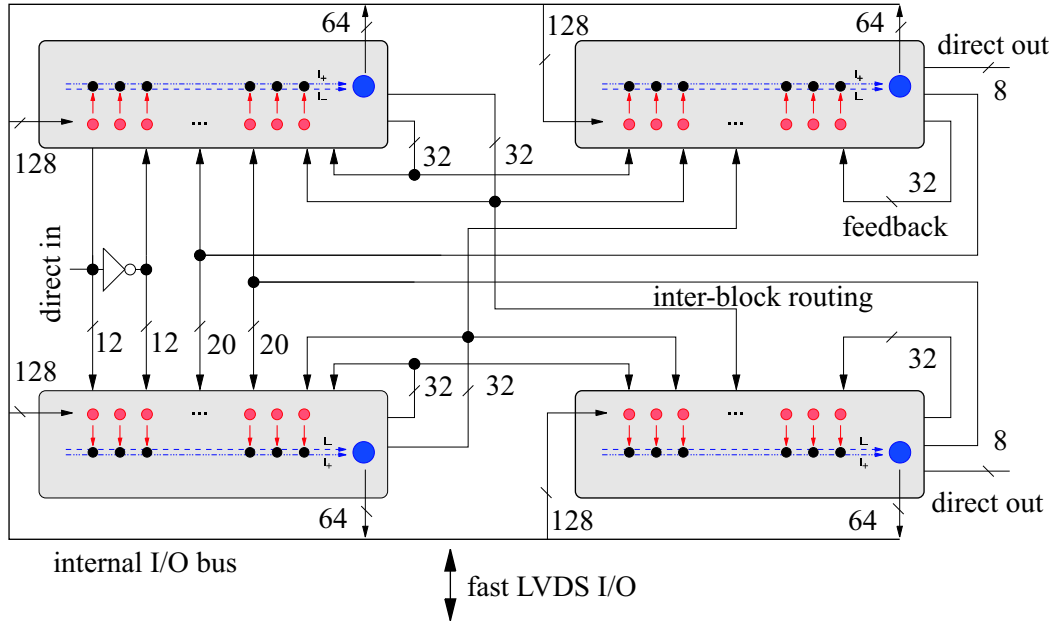 64
128
64
direct out
8
I+
I-
...
I+
I-
...
128
32
32
32
feedback
direct in
inter-block routing
12
12
20
20
128
32
32
32
8
...
I-
I+
...
I-
I+
64
128
64
direct out
internal I/O bus
fast LVDS I/O